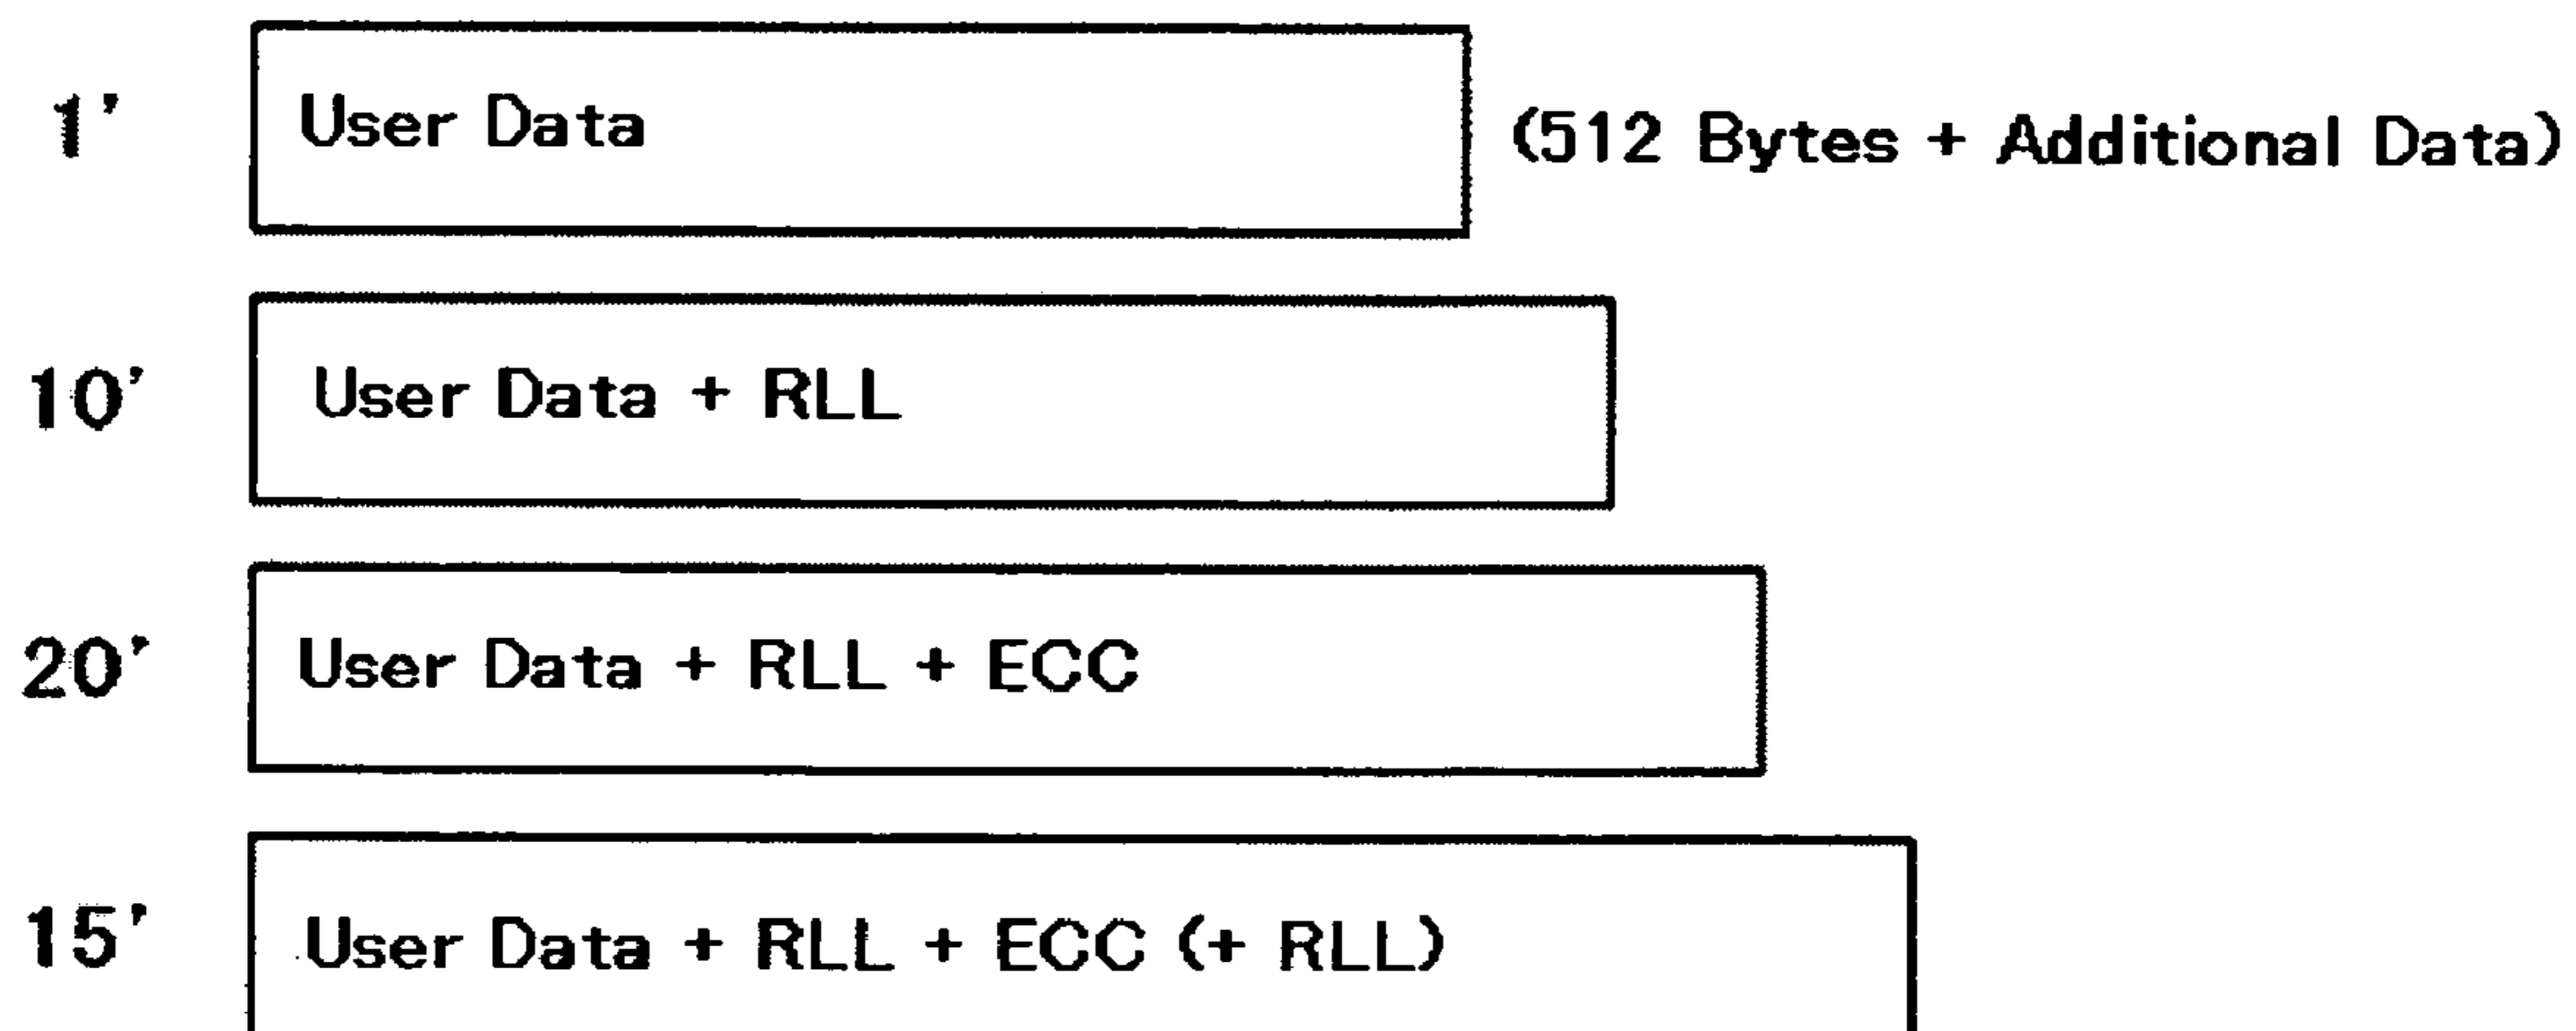 1' User Data (512 Bytes + Additional Data)
10' User Data + RLL
20' User Data + RLL + ECC
15' User Data + RLL + ECC (+ RLL)